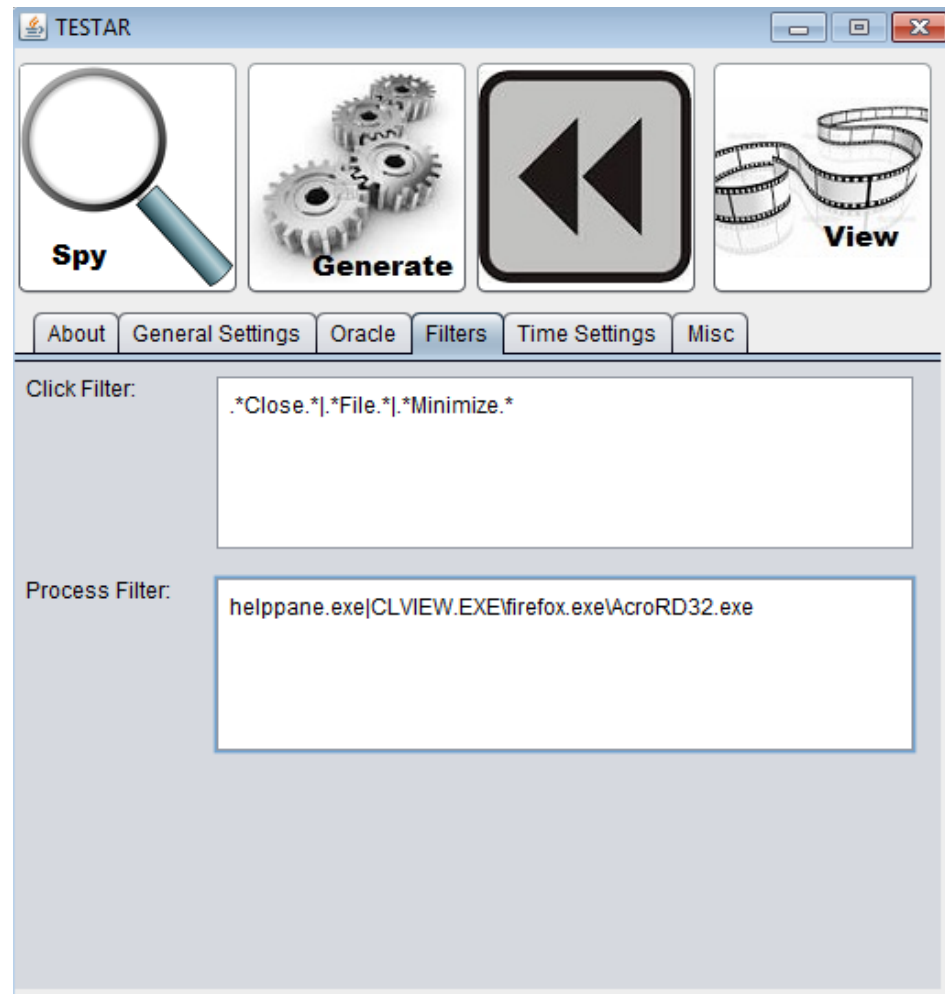 TESTAR
Spy
Generate
View
About General Settings Oracle Filters Time Settings Misc
Click Filter:
.*Close.*|.*File.*|.*Minimize.*
Process Filter:
helppane.exe|CLVIEW.EXE\firefox.exe\AcroRD32.exe